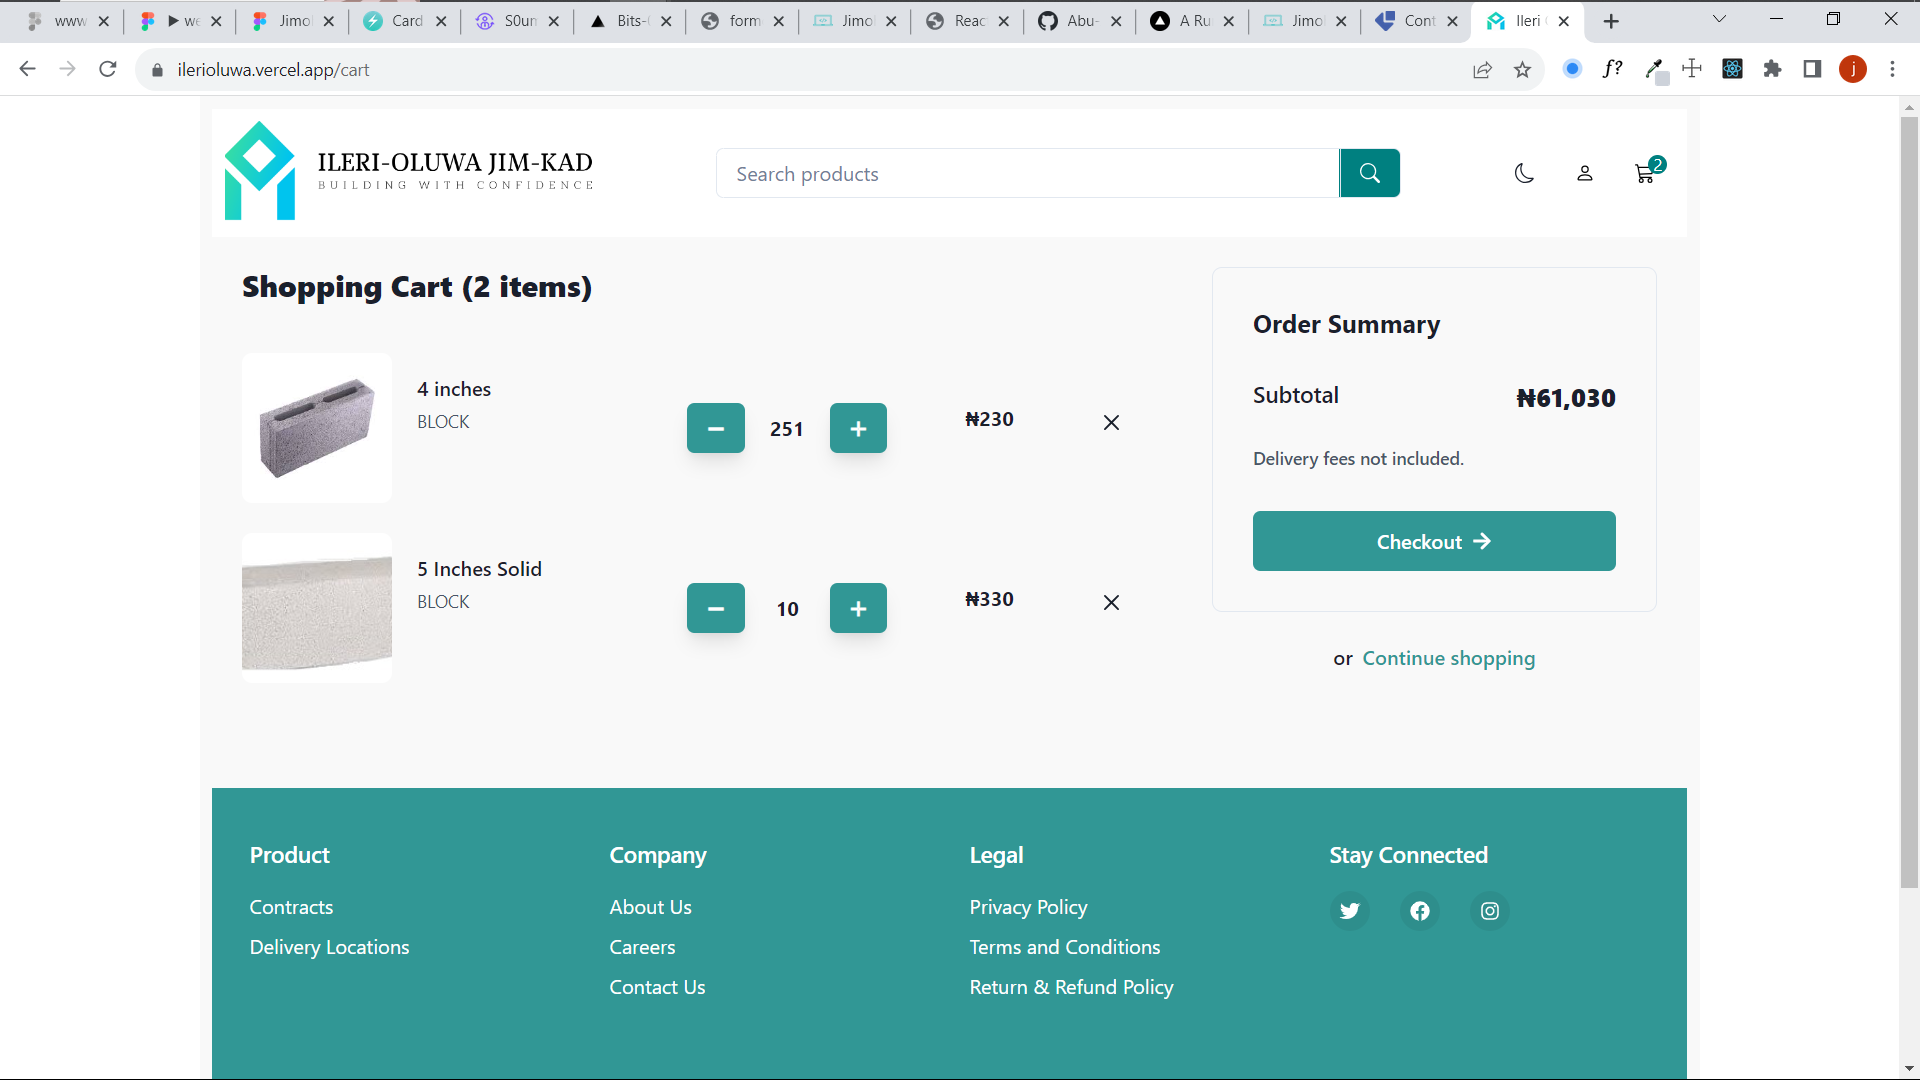 www
we
Jimo
Card
S0un
Bits-
form
Jimo
Reac
Abu-
A Ru
Jimo
Cont
Ileri
ilerioluwa.vercel.app/cart
f?
j
ILERI-OLUWA JIM-KAD
BUILDING WITH CONFIDENCE
Search products
2
Shopping Cart (2 items)
4 inches
BLOCK
251
₦230
5 Inches Solid
BLOCK
10
₦330
Order Summary
Subtotal
₦61,030
Delivery fees not included.
Checkout
or Continue shopping
Product
Contracts
Delivery Locations
Company
About Us
Careers
Contact Us
Legal
Privacy Policy
Terms and Conditions
Return & Refund Policy
Stay Connected